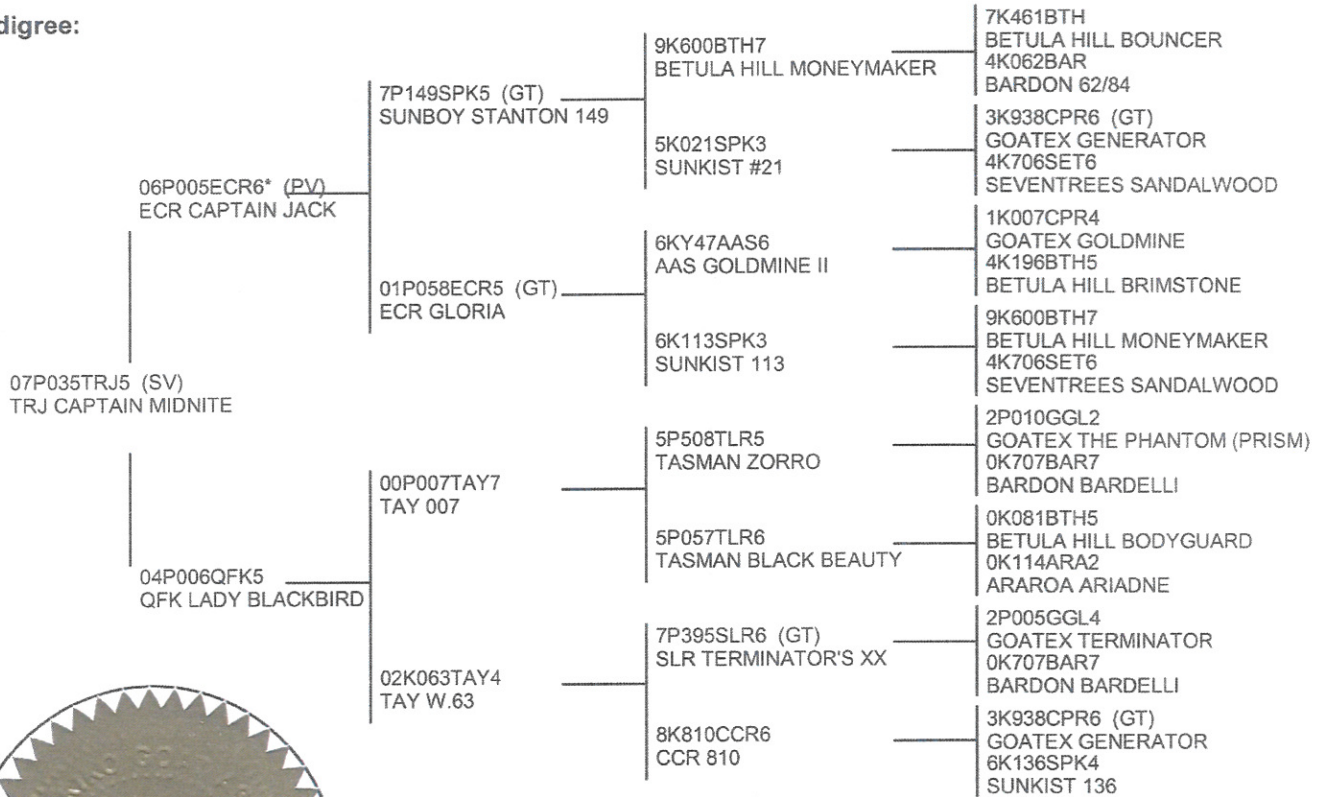 digree:
07P035TRJ5 (SV)
TRJ CAPTAIN MIDNITE
06P005ECR6* (PV)
ECR CAPTAIN JACK
04P006QFK5
QFK LADY BLACKBIRD
7P149SPK5 (GT)
SUNBOY STANTON 149
01P058ECR5 (GT)
ECR GLORIA
00P007TAY7
TAY 007
02K063TAY4
TAY W.63
9K600BTH7
BETULA HILL MONEYMAKER
5K021SPK3
SUNKIST #21
6KY47AAS6
AAS GOLDMINE II
6K113SPK3
SUNKIST 113
5P508TLR5
TASMAN ZORRO
5P057TLR6
TASMAN BLACK BEAUTY
7P395SLR6 (GT)
SLR TERMINATOR'S XX
8K810CCR6
CCR 810
7K461BTH
BETULA HILL BOUNCER
4K062BAR
BARDON 62/84
3K938CPR6 (GT)
GOATEX GENERATOR
4K706SET6
SEVENTREES SANDALWOOD
1K007CPR4
GOATEX GOLDMINE
4K196BTH5
BETULA HILL BRIMSTONE
9K600BTH7
BETULA HILL MONEYMAKER
4K706SET6
SEVENTREES SANDALWOOD
2P010GGL2
GOATEX THE PHANTOM (PRISM)
0K707BAR7
BARDON BARDELLI
0K081BTH5
BETULA HILL BODYGUARD
0K114ARA2
ARAROA ARIADNE
2P005GGL4
GOATEX TERMINATOR
0K707BAR7
BARDON BARDELLI
3K938CPR6 (GT)
GOATEX GENERATOR
6K136SPK4
SUNKIST 136